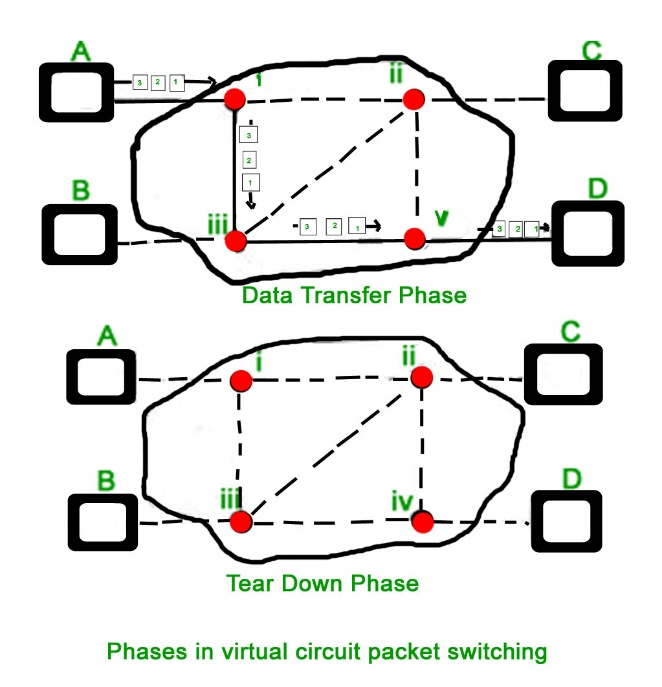 A
C
3 2 1
i
ii
3
2
1
B
D
iii
v
3 2 1
3 2 1
Data Transfer Phase
A
C
i
ii
B
D
iii
iv
Tear Down Phase
Phases in virtual circuit packet switching